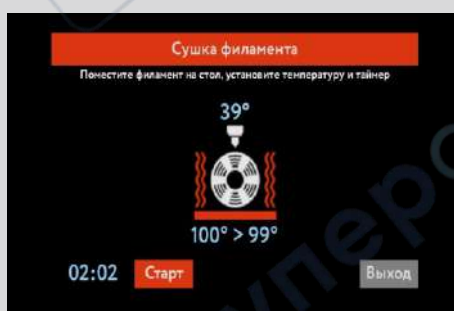 Сушка филамента
Поместите филамент на стол, установите температуру и таймер
39°
100° > 99°
02:02 Старт Выход